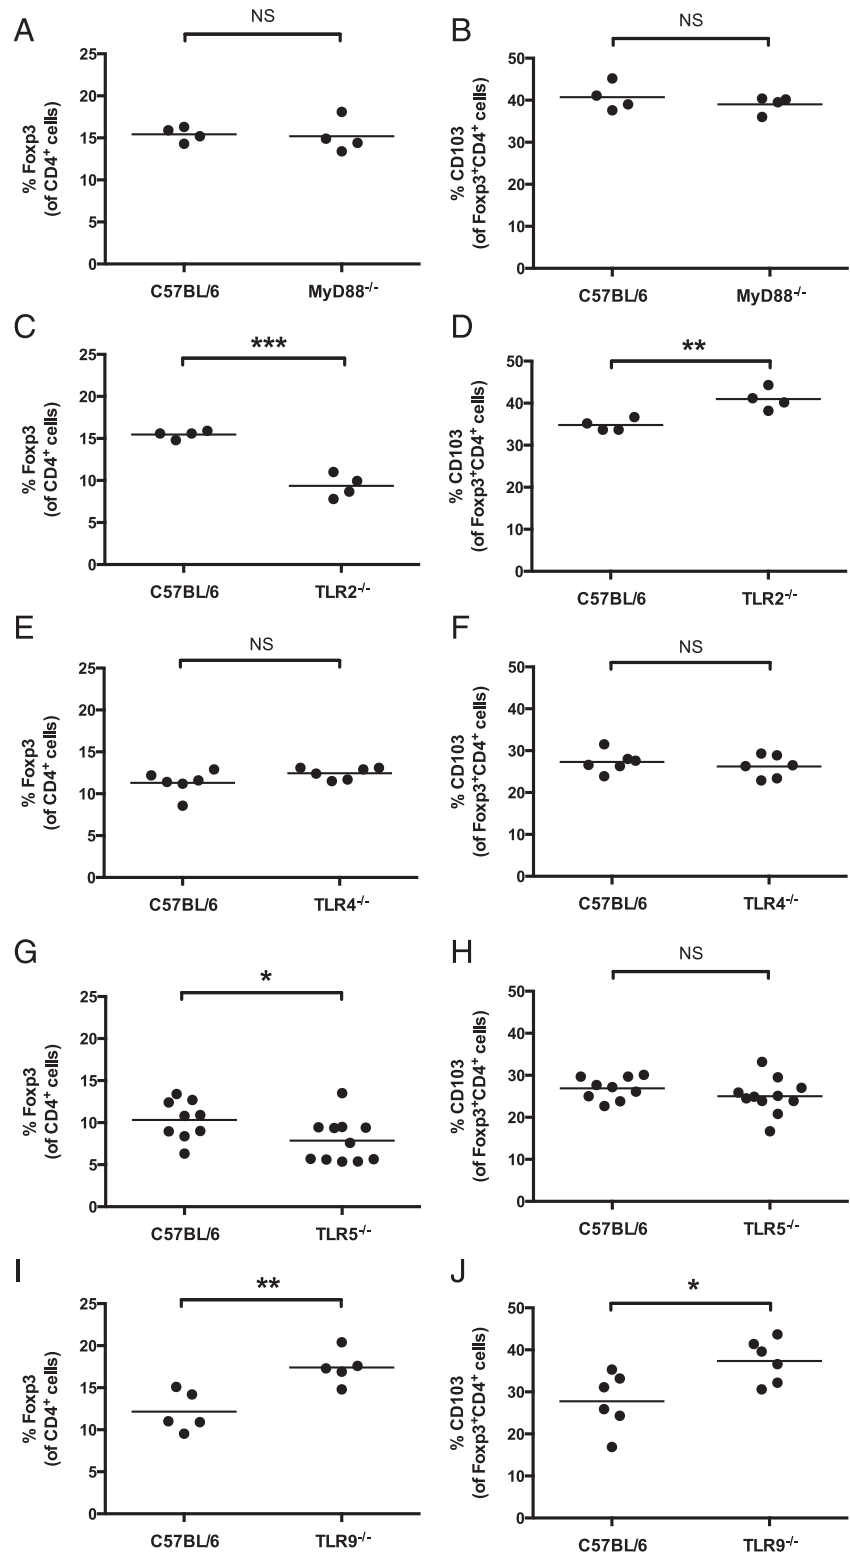 A
NS
% Foxp3
(of CD4⁺ cells)
25
20
15
10
5
0
C57BL/6
MyD88⁻/⁻
B
NS
% CD103
(of Foxp3⁺CD4⁺ cells)
50
40
30
20
10
0
C57BL/6
MyD88⁻/⁻
C
***
% Foxp3
(of CD4⁺ cells)
25
20
15
10
5
0
C57BL/6
TLR2⁻/⁻
D
**
% CD103
(of Foxp3⁺CD4⁺ cells)
50
40
30
20
10
0
C57BL/6
TLR2⁻/⁻
E
NS
% Foxp3
(of CD4⁺ cells)
25
20
15
10
5
0
C57BL/6
TLR4⁻/⁻
F
NS
% CD103
(of Foxp3⁺CD4⁺ cells)
50
40
30
20
10
0
C57BL/6
TLR4⁻/⁻
G
*
% Foxp3
(of CD4⁺ cells)
25
20
15
10
5
0
C57BL/6
TLR5⁻/⁻
H
NS
% CD103
(of Foxp3⁺CD4⁺ cells)
50
40
30
20
10
0
C57BL/6
TLR5⁻/⁻
I
**
% Foxp3
(of CD4⁺ cells)
25
20
15
10
5
0
C57BL/6
TLR9⁻/⁻
J
*
% CD103
(of Foxp3⁺CD4⁺ cells)
50
40
30
20
10
0
C57BL/6
TLR9⁻/⁻